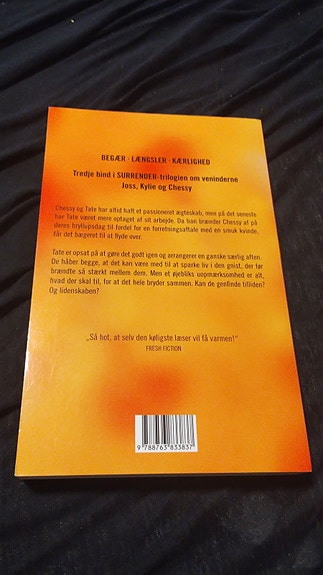 BEGÆR · LÆNGSLER · KÆRLIGHED
Tredje bind i SURRENDER-trilogien om veninderne
Joss, Kylie og Chessy
Chessy og Tate har altid haft et passioneret ægteskab, men på det seneste
har Tate været mere optaget af sit arbejde. Da han brænder Chessy af på
deres bryllupsdag til fordel for en forretningsaftale med en smuk kvinde,
får det bægeret til at flyde over.
Tate er opsat på at gøre det godt igen og arrangerer en ganske særlig aften.
De håber begge, at det kan være med til at sparke liv i den gnist, der før
brændte så stærkt mellem dem. Men et øjebliks uopmærksomhed er alt,
hvad der skal til, for at det hele bryder sammen. Kan de genfinde tilliden?
Og lidenskaben?
„Så hot, at selv den køligste læser vil få varmen!"
FRESH FICTION
9 788763 833837